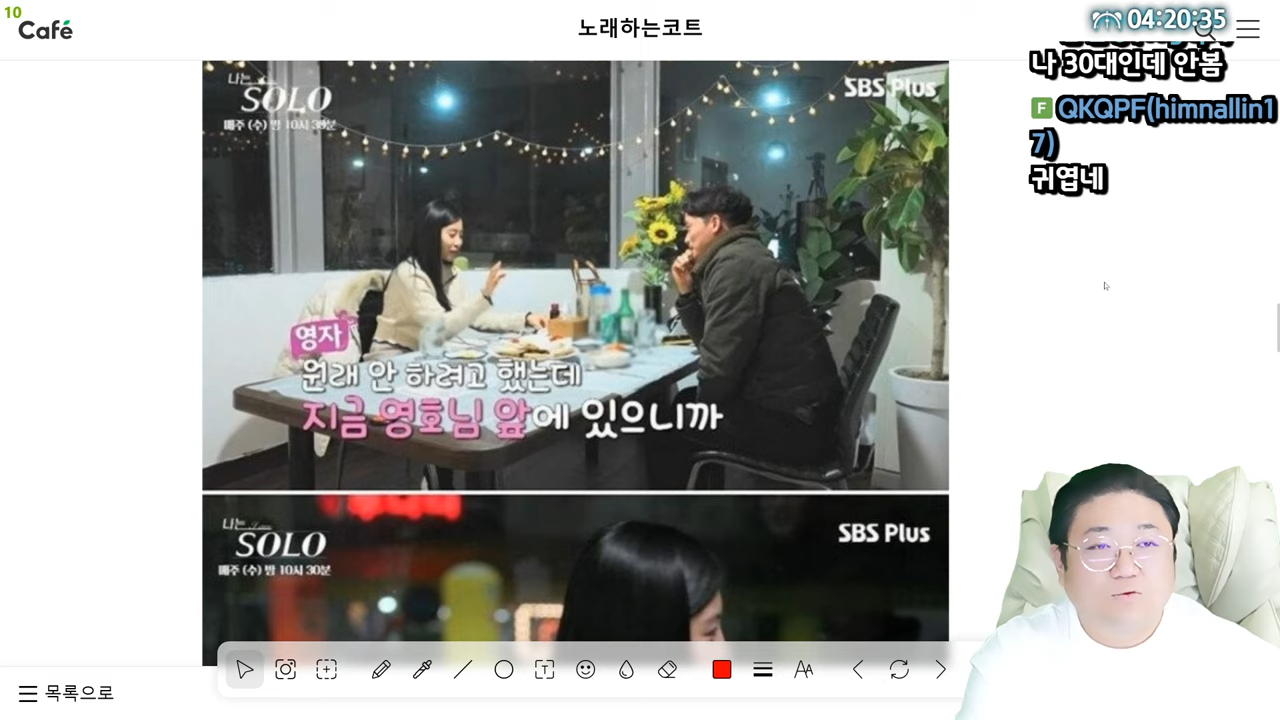 10
Café
노래하는코트
04:20:35
나 30대인데 안봄
F QKQPF(himnallin1
7)
귀엽네
나는
SOLO
매주 (수) 밤 10시 30분
SBS Plus
영자
원래 안 하려고 했는데
지금 영호님 앞에 있으니까
나는
SOLO
매주 (수) 밤 10시 30분
SBS Plus
목록으로